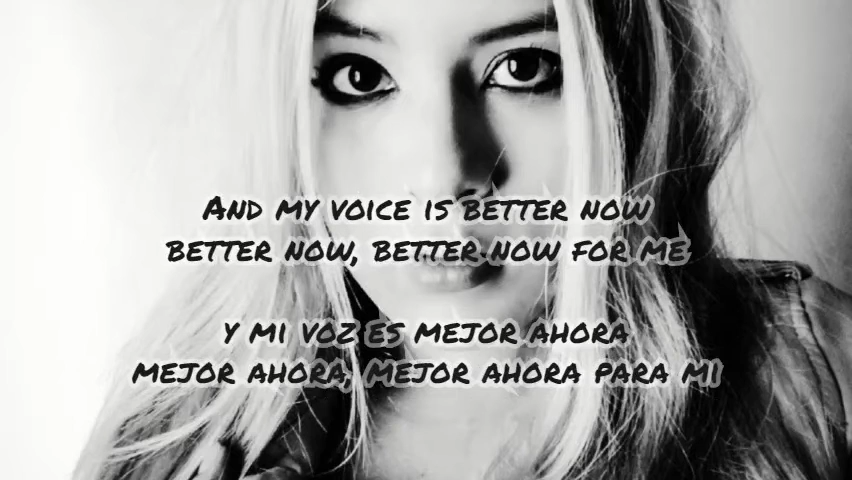 And my voice is better now
better now, better now for me
y mi voz es mejor ahora
mejor ahora, mejor ahora para mi